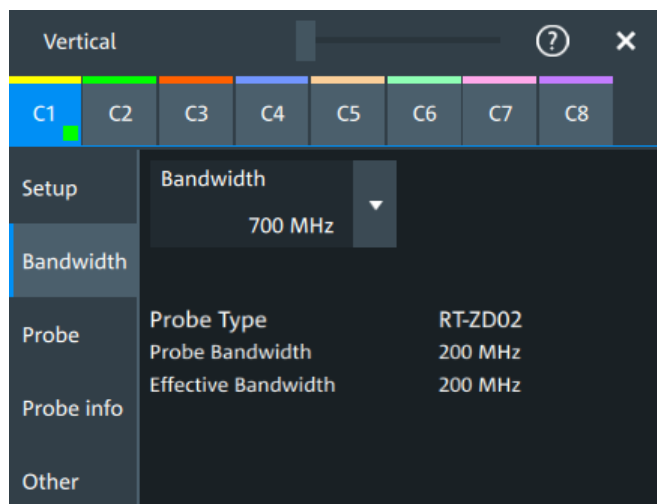 Vertical ?
C1 C2 C3 C4 C5 C6 C7 C8
Setup
Bandwidth
700 MHz
Bandwidth
Probe
Probe Type RT-ZD02
Probe Bandwidth 200 MHz
Effective Bandwidth 200 MHz
Probe info
Other